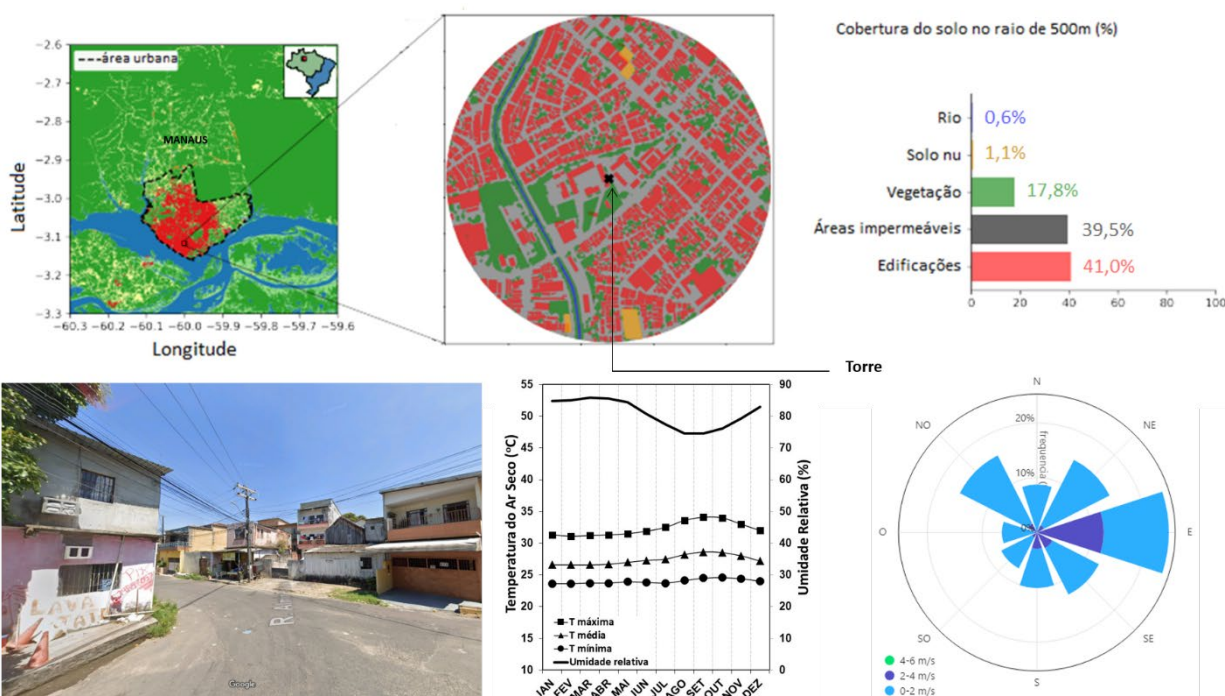 -2.6
-2.7
-2.8
-2.9
-3.0
-3.1
-3.2
-3.3
Latitude
área urbana
MANAUS
-60.3 -60.2 -60.1 -60.0 -59.9 -59.8 -59.7 -59.6
Longitude
Cobertura do solo no raio de 500m (%)
Rio 0,6%
Solo nu 1,1%
Vegetação 17,8%
Áreas impermeáveis 39,5%
Edificações 41,0%
0 20 40 60 80 100
Torre
LAVA
R.
Google
Temperatura do Ar Seco (°C)
55
50
45
40
35
30
25
20
15
10
T máxima
T média
T mínima
Umidade relativa
JAN FEV MAR ABR MAI JUN JUL AGO SET OUT NOV DEZ
90
80
70
60
50
40
30
20
10
0
Umidade Relativa (%)
N
NO
NE
20%
10%
0%
frequencia (
O
E
SO
SE
S
4-6 m/s
2-4 m/s
0-2 m/s